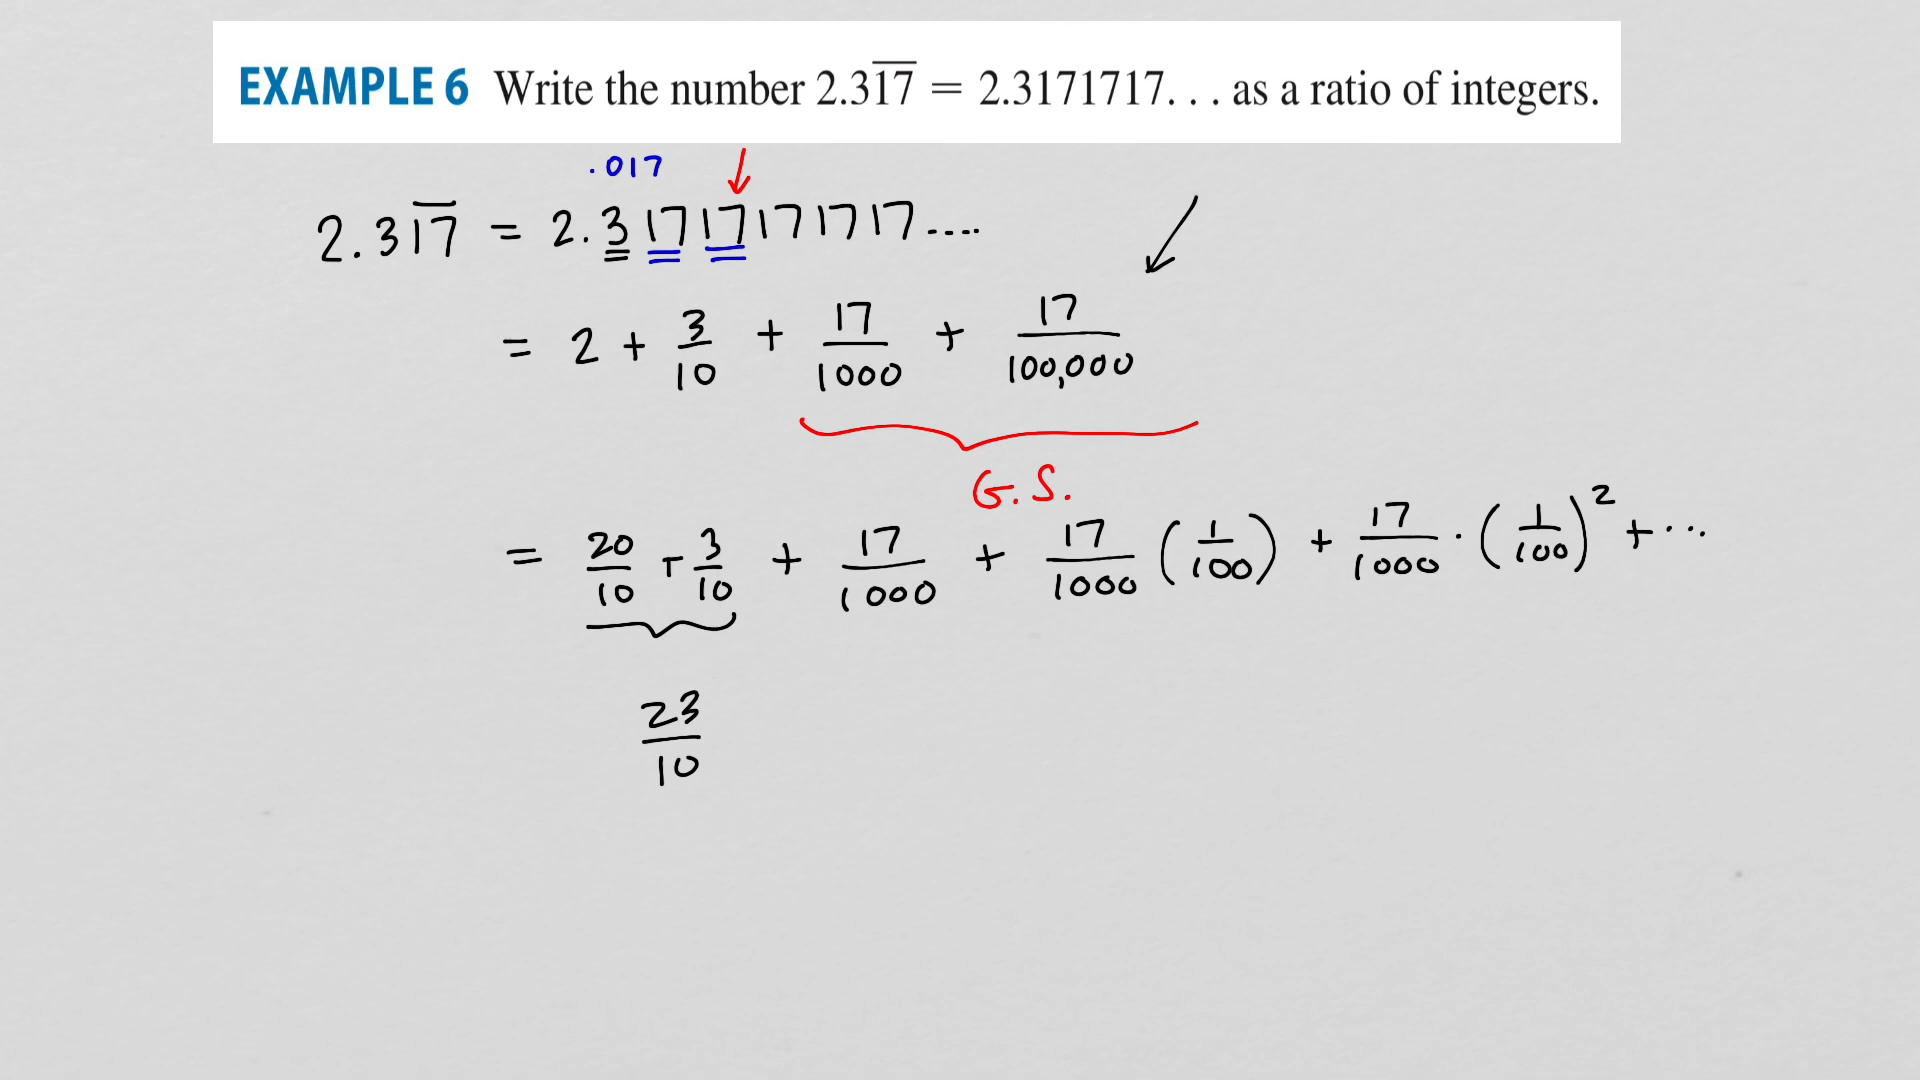 EXAMPLE 6 Write the number 2.3\overline{17} = 2.3171717. . . as a ratio of integers.
.017
2.3\overline{17} = 2.31717171717....
= 2 + 3/10 + 17/1000 + 17/100,000
G.S.
= 20/10 + 3/10 + 17/1000 + 17/1000 (1/100) + 17/1000 · (1/100)² + ...
23/10